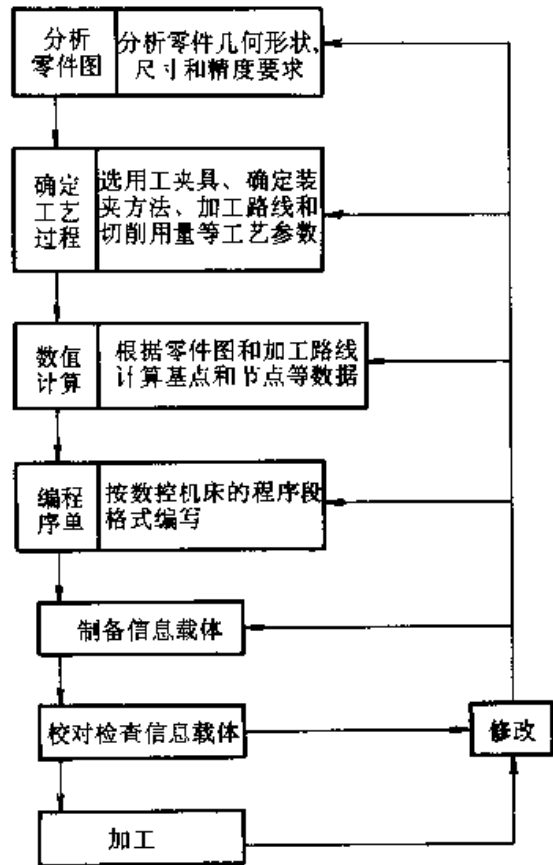 分析
零件图
分析零件几何形状、
尺寸和精度要求
确定
工艺
过程
选用工夹具、确定装
夹方法、加工路线和
切削用量等工艺参数
数值
计算
根据零件图和加工路线
计算基点和节点等数据
编程
序单
按数控机床的程序段
格式编写
制备信息载体
校对检查信息载体
修改
加工